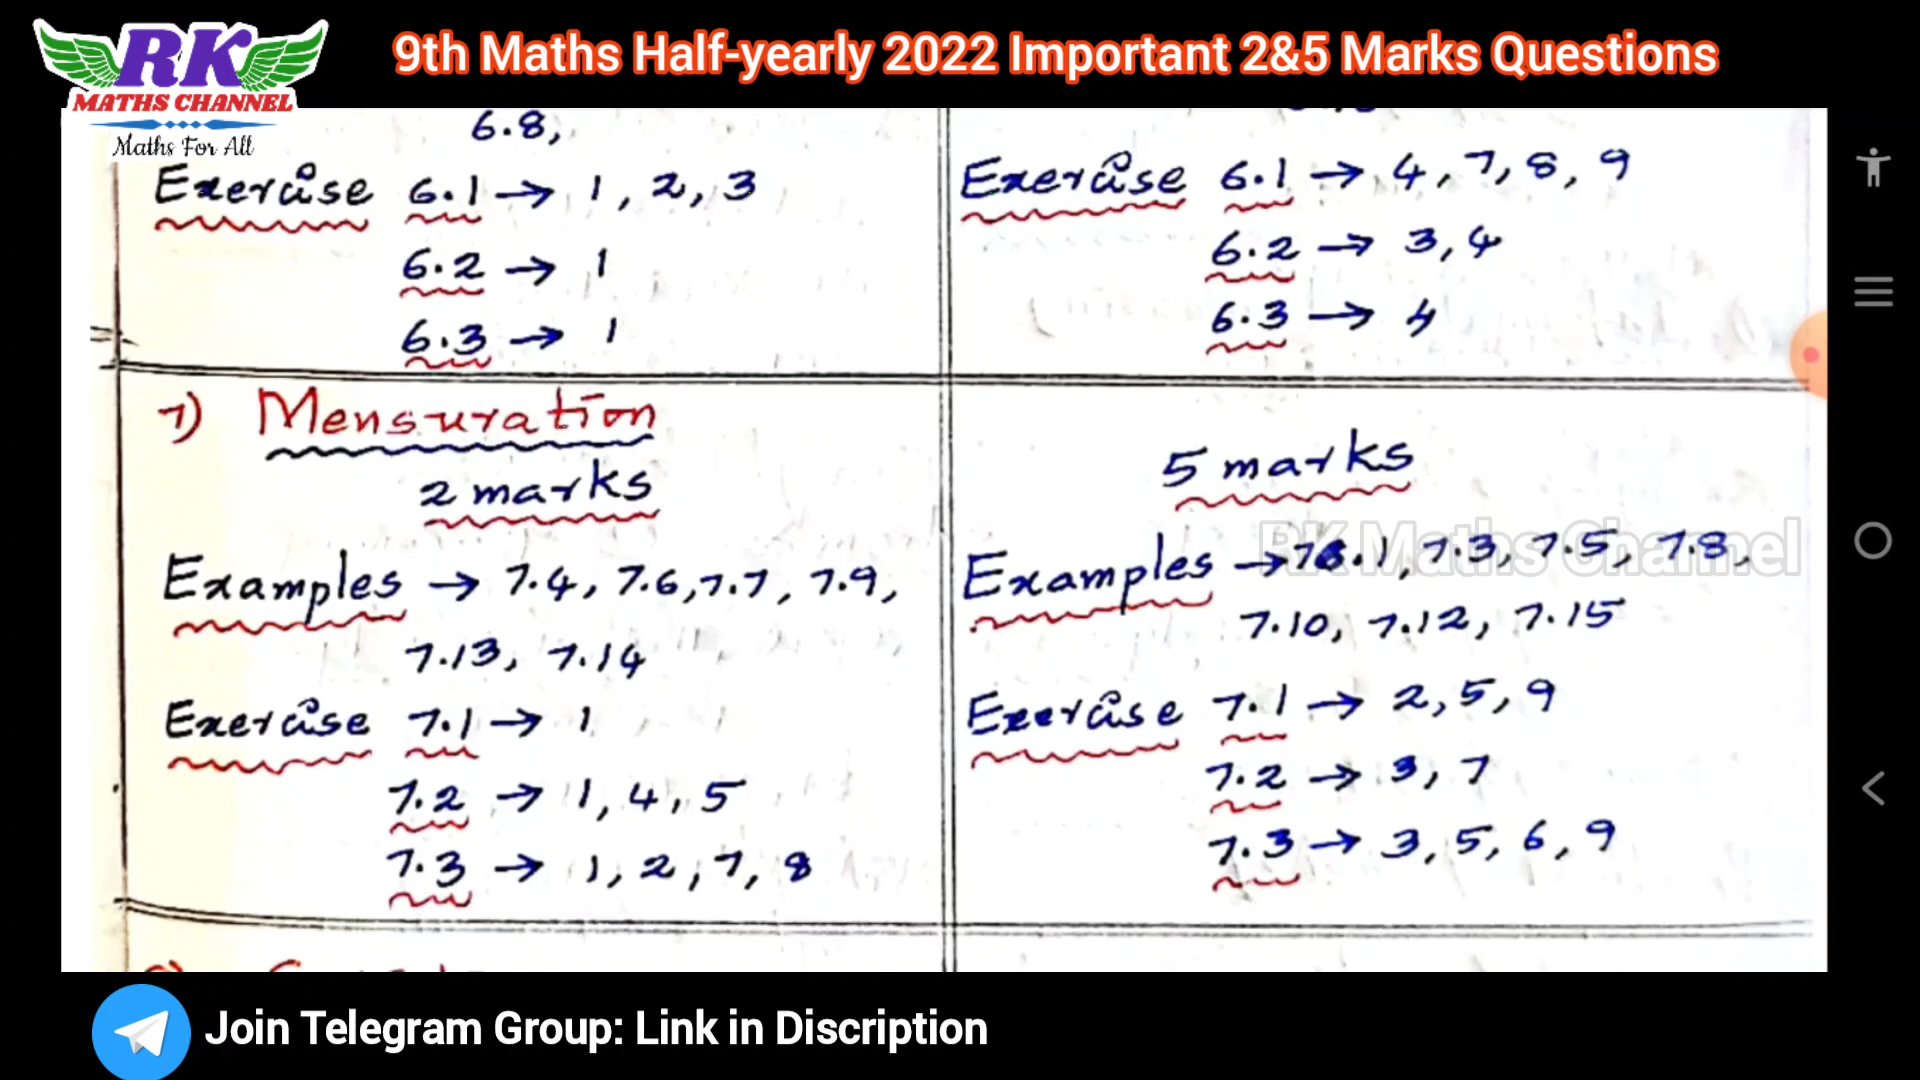 RK
MATHS CHANNEL
Maths For All
9th Maths Half-yearly 2022 Important 2&5 Marks Questions
6.8,
Exercise 6.1 → 1, 2, 3
6.2 → 1
6.3 → 1
Exercise 6.1 → 4, 7, 8, 9
6.2 → 3, 4
6.3 → 4
7) Mensuration
2 marks
Examples → 7.4, 7.6, 7.7, 7.9,
7.13, 7.14
Exercise 7.1 → 1
7.2 → 1, 4, 5
7.3 → 1, 2, 7, 8
5 marks
RK Maths Channel
Examples → 7.1, 7.3, 7.5, 7.8,
7.10, 7.12, 7.15
Exercise 7.1 → 2, 5, 9
7.2 → 3, 7
7.3 → 3, 5, 6, 9
Join Telegram Group: Link in Discription